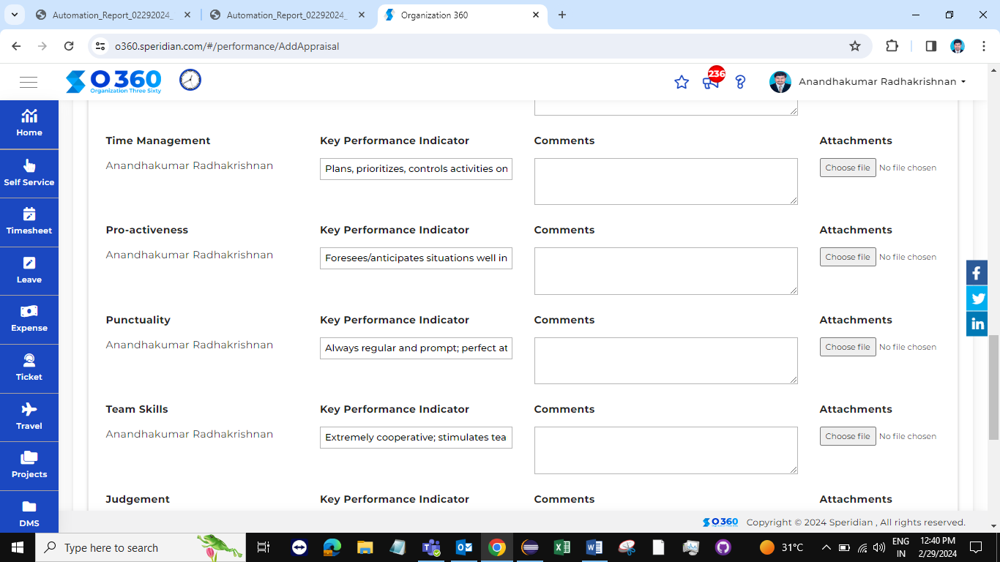 Automation_Report_02292024_
Automation_Report_02292024_
Organization 360
o360.speridian.com/#/performance/AddAppraisal
O 360
Organization Three Sixty
236
Anandhakumar Radhakrishnan
Home
Self Service
Timesheet
Leave
Expense
Ticket
Travel
Projects
DMS
Time Management Key Performance Indicator Comments Attachments
Anandhakumar Radhakrishnan Plans, prioritizes, controls activities on Choose file No file chosen
Pro-activeness Key Performance Indicator Comments Attachments
Anandhakumar Radhakrishnan Foresees/anticipates situations well in Choose file No file chosen
Punctuality Key Performance Indicator Comments Attachments
Anandhakumar Radhakrishnan Always regular and prompt; perfect at Choose file No file chosen
Team Skills Key Performance Indicator Comments Attachments
Anandhakumar Radhakrishnan Extremely cooperative; stimulates tea Choose file No file chosen
Judgement Key Performance Indicator Comments Attachments
O 360 Copyright © 2024 Speridian , All rights reserved.
Type here to search
31°C
ENG
IN
12:40 PM
2/29/2024